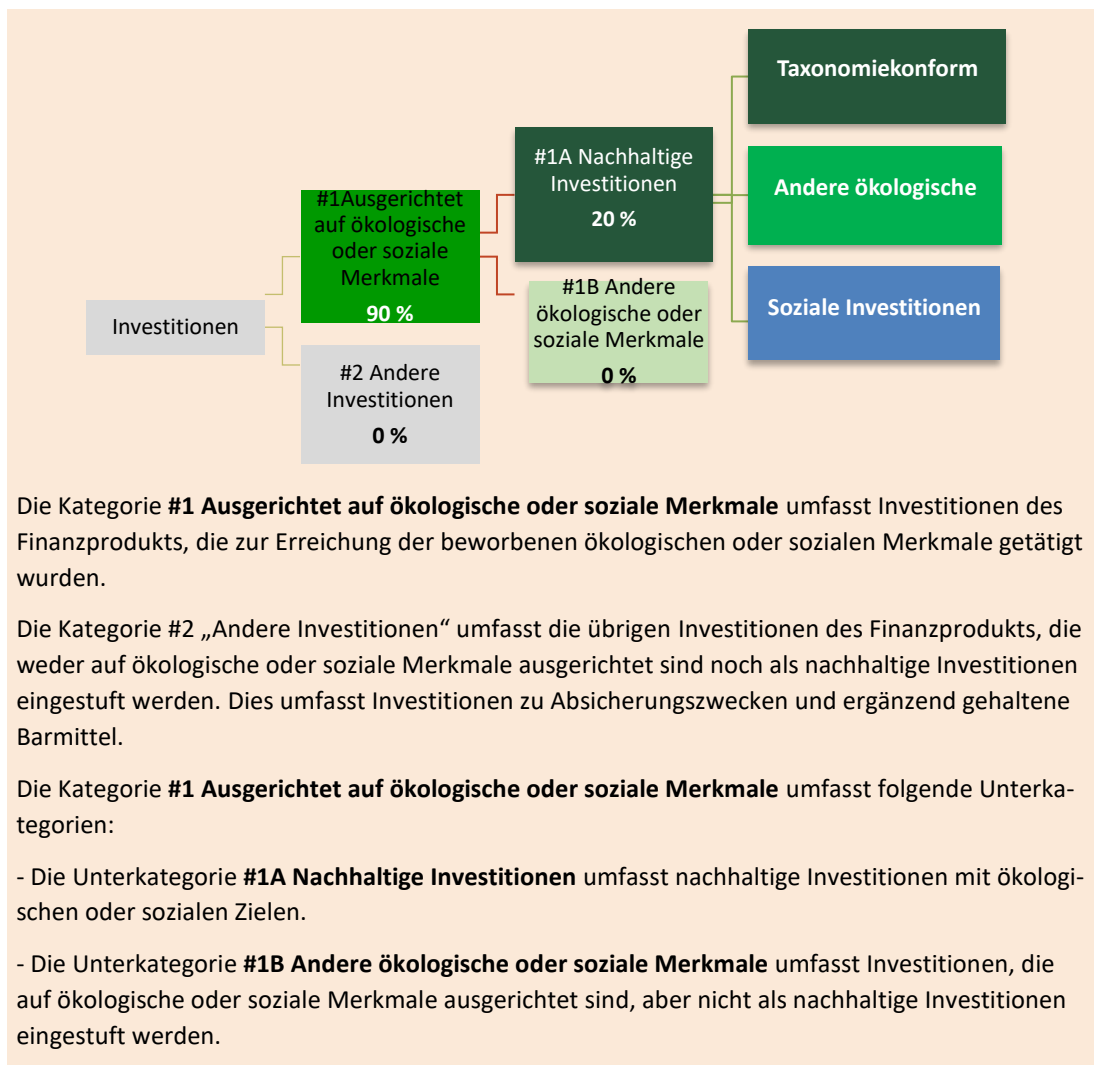 Taxonomiekonform
#1A Nachhaltige
Investitionen
20 %
Andere ökologische
#1Ausgerichtet
auf ökologische
oder soziale
Merkmale
90 %
#1B Andere
ökologische oder
soziale Merkmale
0 %
Soziale Investitionen
Investitionen
#2 Andere
Investitionen
0 %
Die Kategorie #1 Ausgerichtet auf ökologische oder soziale Merkmale umfasst Investitionen des
Finanzprodukts, die zur Erreichung der beworbenen ökologischen oder sozialen Merkmale getätigt
wurden.
Die Kategorie #2 „Andere Investitionen“ umfasst die übrigen Investitionen des Finanzprodukts, die
weder auf ökologische oder soziale Merkmale ausgerichtet sind noch als nachhaltige Investitionen
eingestuft werden. Dies umfasst Investitionen zu Absicherungszwecken und ergänzend gehaltene
Barmittel.
Die Kategorie #1 Ausgerichtet auf ökologische oder soziale Merkmale umfasst folgende Unterka-
tegorien:
- Die Unterkategorie #1A Nachhaltige Investitionen umfasst nachhaltige Investitionen mit ökologi-
schen oder sozialen Zielen.
- Die Unterkategorie #1B Andere ökologische oder soziale Merkmale umfasst Investitionen, die
auf ökologische oder soziale Merkmale ausgerichtet sind, aber nicht als nachhaltige Investitionen
eingestuft werden.